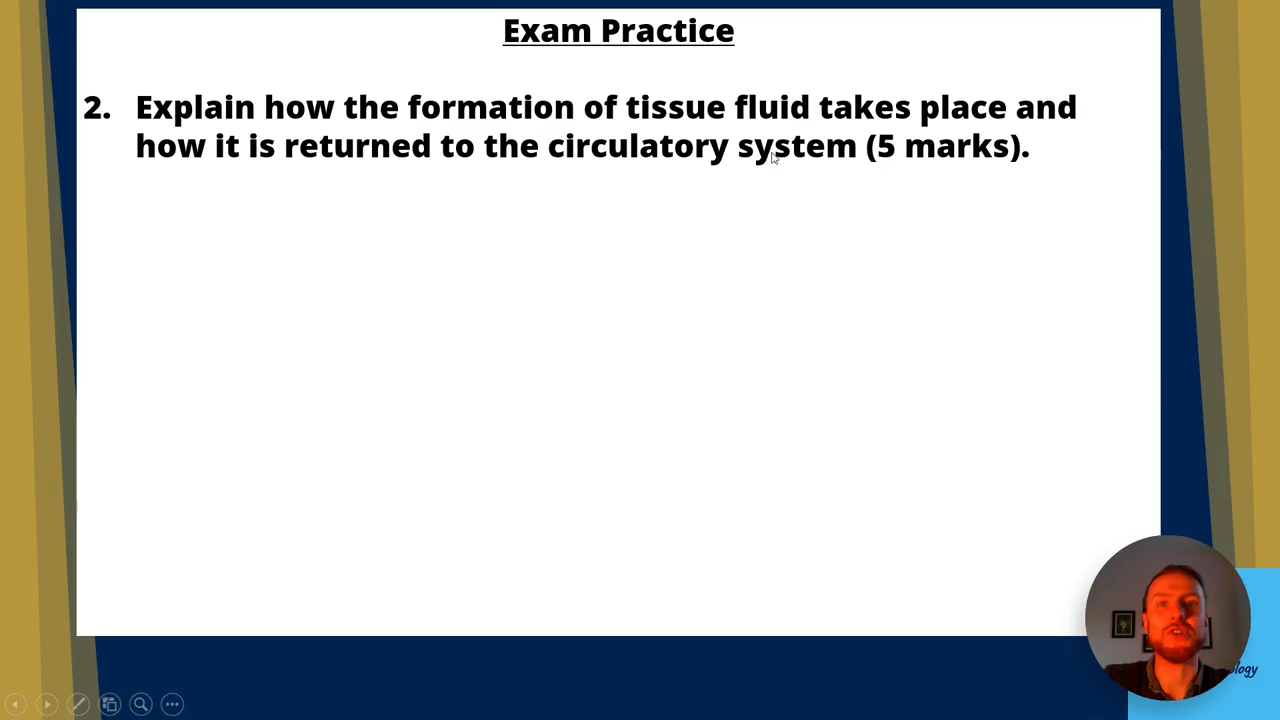 Exam Practice
2. Explain how the formation of tissue fluid takes place and
how it is returned to the circulatory system (5 marks).